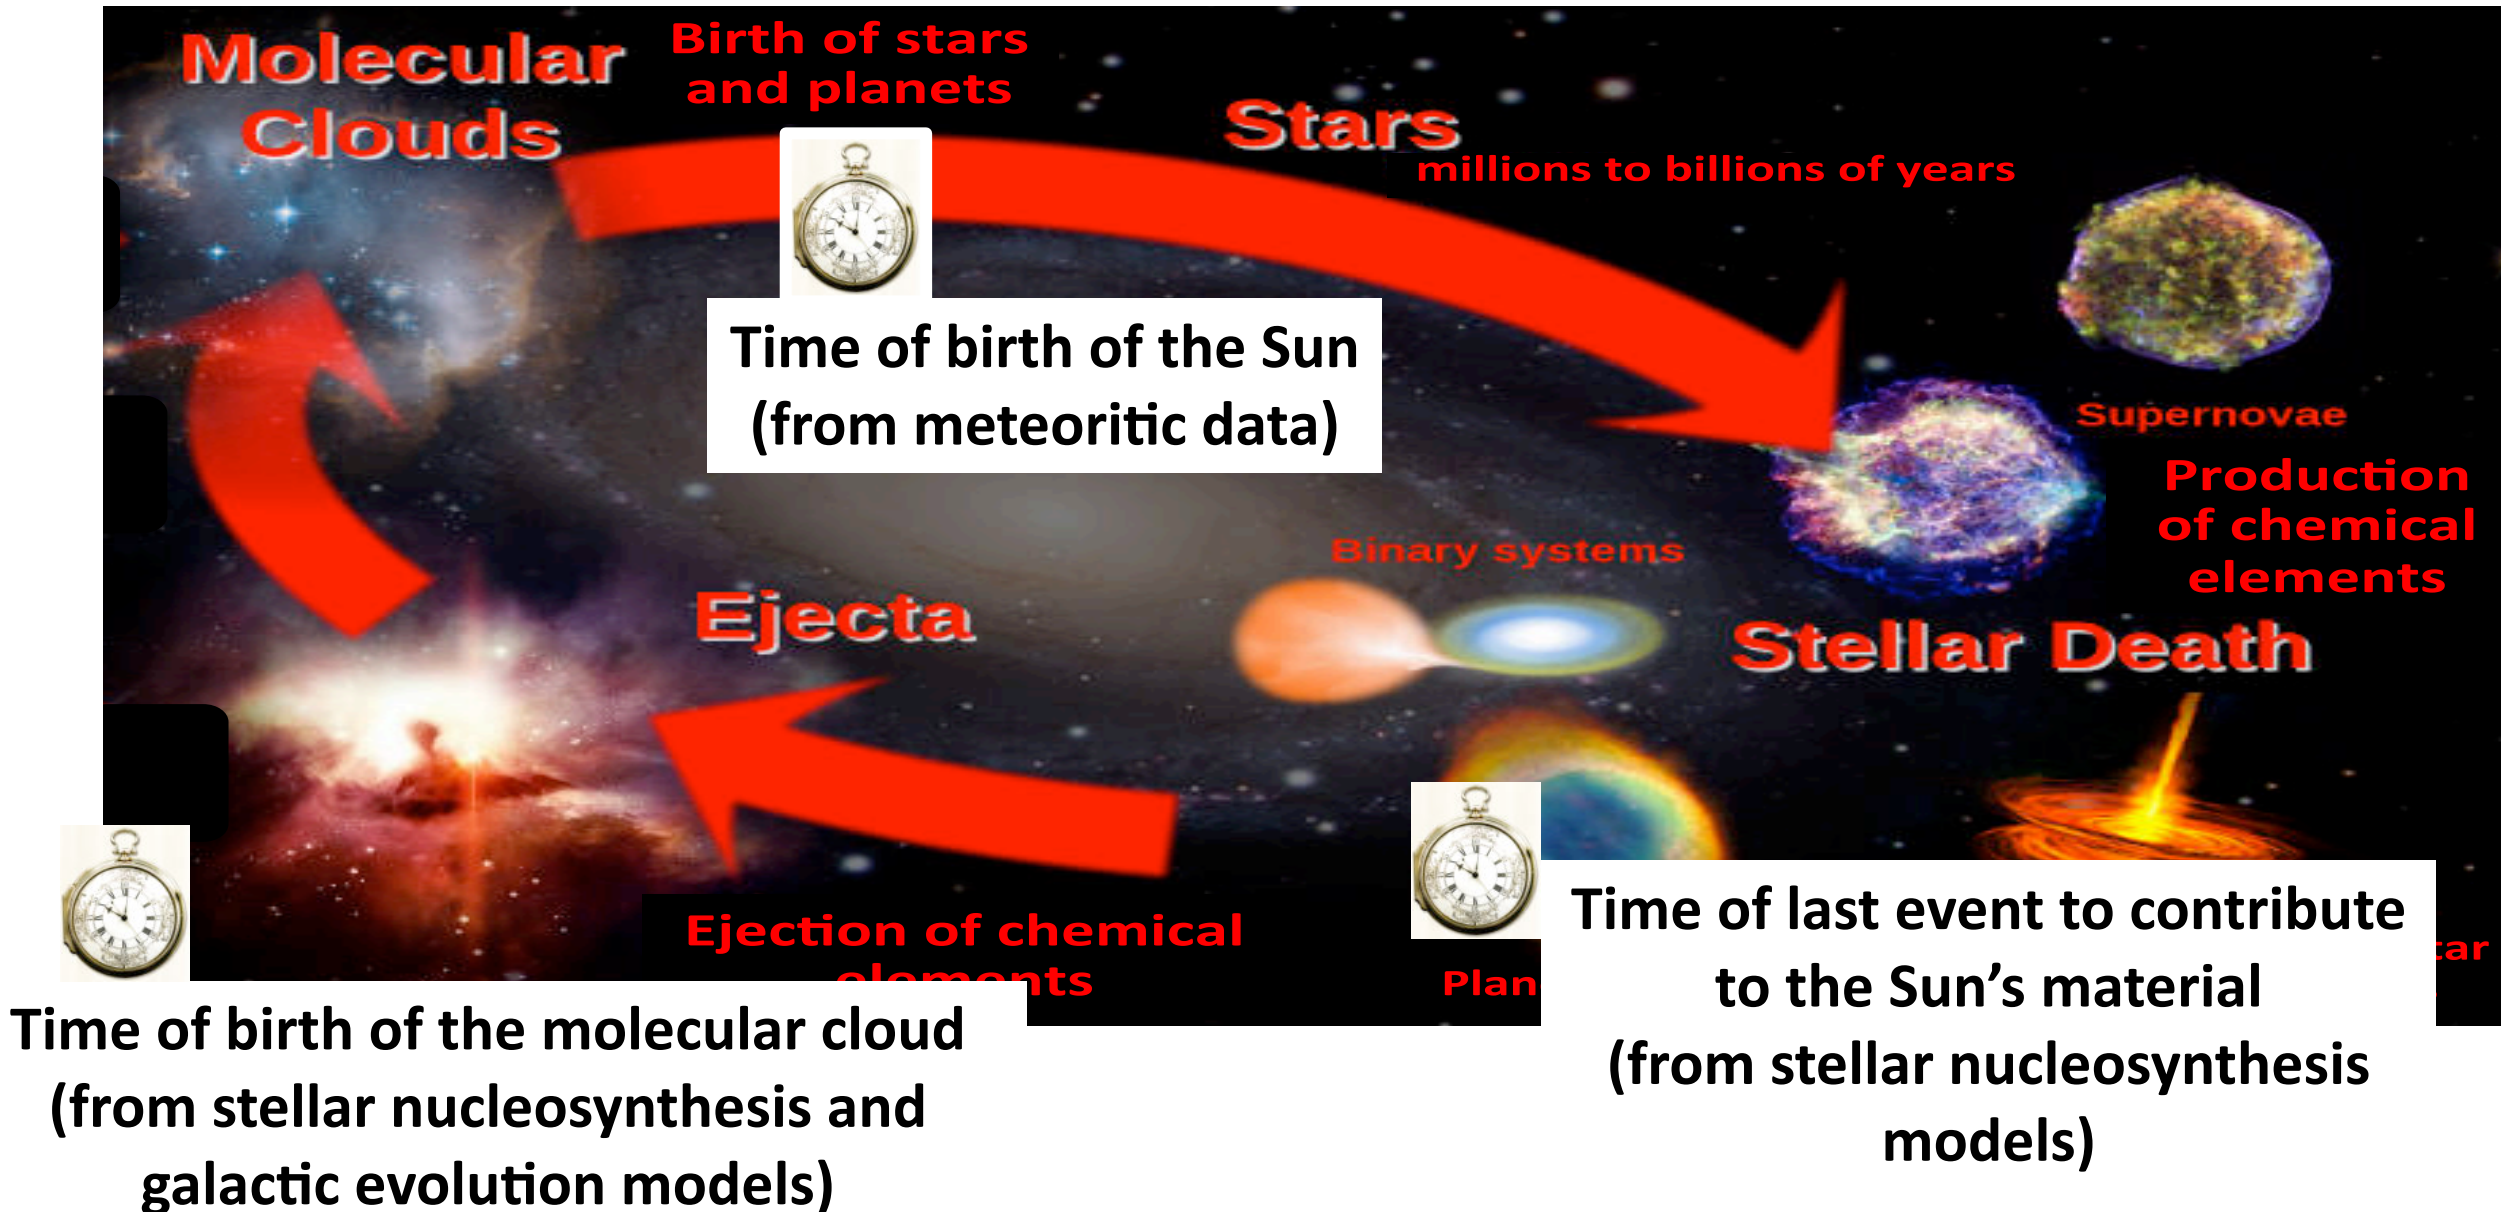 Molecular
Clouds
Birth of stars
and planets
Stars
millions to billions of years
Time of birth of the Sun
(from meteoritic data)
Supernovae
Production
of chemical
elements
Binary systems
Ejecta
Stellar Death
Ejection of chemical
elements
Time of birth of the molecular cloud
(from stellar nucleosynthesis and
galactic evolution models)
Time of last event to contribute
to the Sun’s material
(from stellar nucleosynthesis
models)